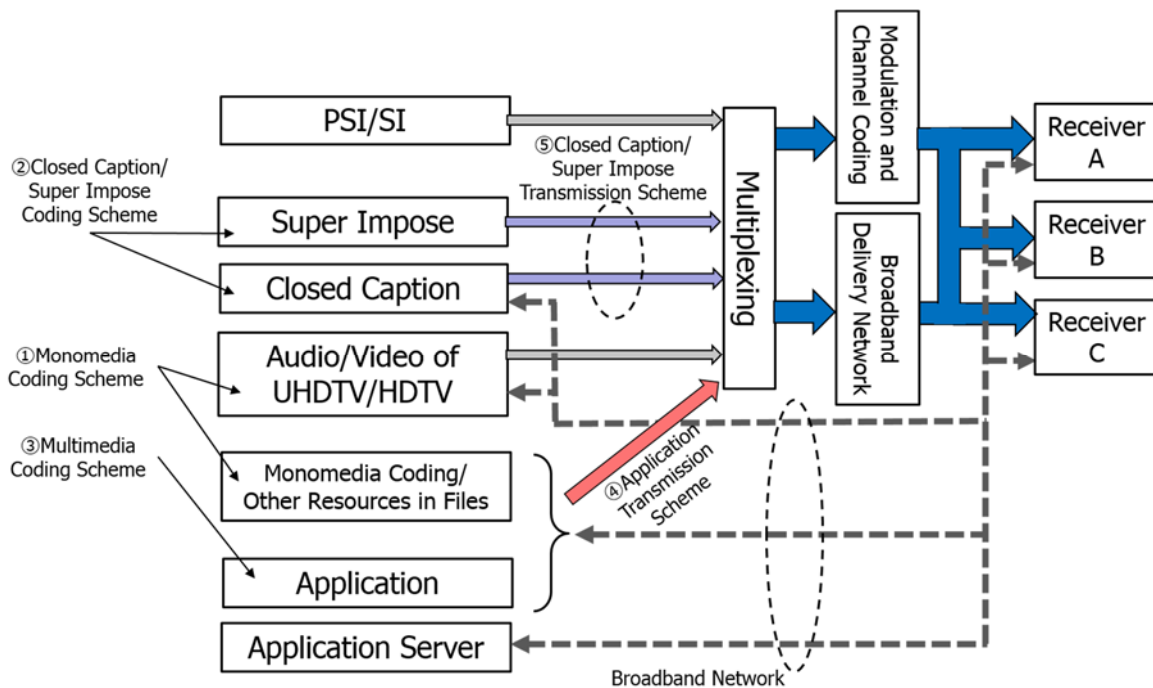 PSI/SI
②Closed Caption/
Super Impose
Coding Scheme
⑤Closed Caption/
Super Impose
Transmission Scheme
Super Impose
Closed Caption
①Monomedia
Coding Scheme
Audio/Video of
UHDTV/HDTV
③Multimedia
Coding Scheme
Monomedia Coding/
Other Resources in Files
④Application
Transmission
Scheme
Application
Application Server
Broadband Network
Multiplexing
Modulation and
Channel Coding
Broadband
Delivery Network
Receiver
A
Receiver
B
Receiver
C